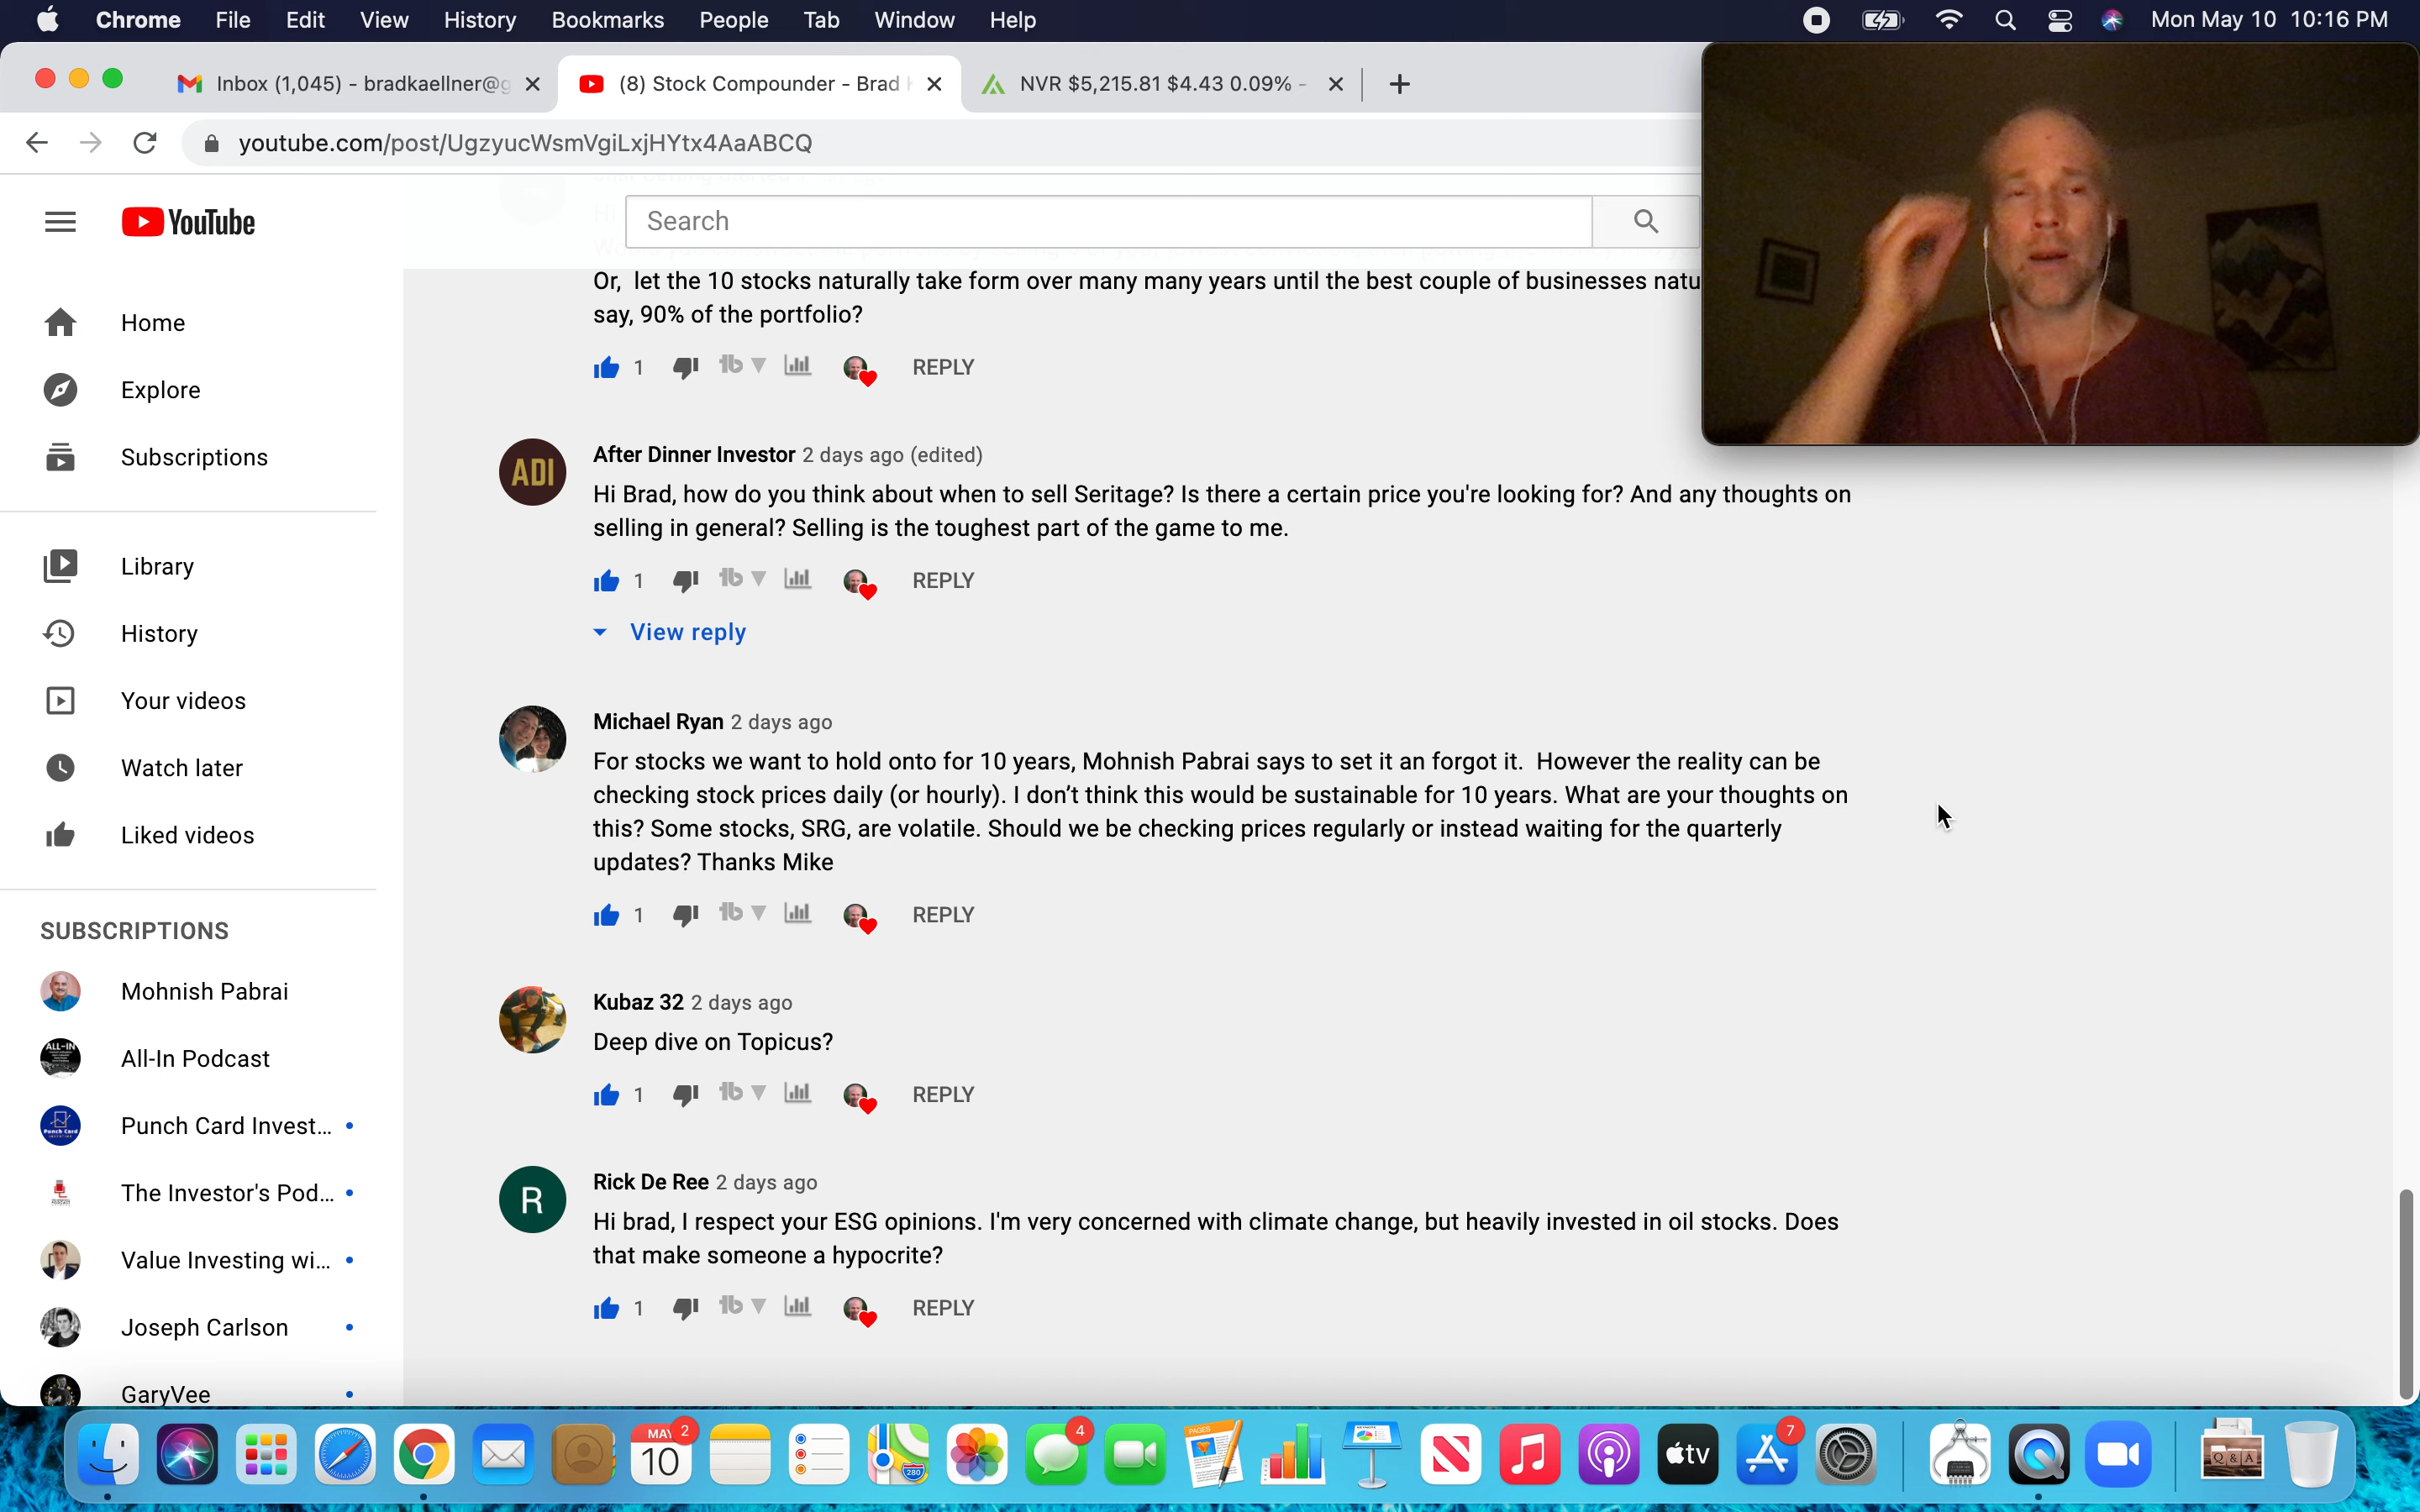 Chrome File Edit View History Bookmarks People Tab Window Help Mon May 10 10:16 PM
Inbox (1,045) - bradkaellner@g (8) Stock Compounder - Brad NVR $5,215.81 $4.43 0.09% -
youtube.com/post/UgzyucWsmVgiLxjHYtx4AaABCQ
YouTube
Search
Home
Explore
Subscriptions
Library
History
Your videos
Watch later
Liked videos
SUBSCRIPTIONS
Mohnish Pabrai
All-In Podcast
Punch Card Invest...
The Investor's Pod...
Value Investing wi...
Joseph Carlson
GaryVee
Or, let the 10 stocks naturally take form over many many years until the best couple of businesses natu
say, 90% of the portfolio?
1 REPLY
ADI
After Dinner Investor 2 days ago (edited)
Hi Brad, how do you think about when to sell Seritage? Is there a certain price you're looking for? And any thoughts on
selling in general? Selling is the toughest part of the game to me.
1 REPLY
View reply
Michael Ryan 2 days ago
For stocks we want to hold onto for 10 years, Mohnish Pabrai says to set it an forgot it. However the reality can be
checking stock prices daily (or hourly). I don't think this would be sustainable for 10 years. What are your thoughts on
this? Some stocks, SRG, are volatile. Should we be checking prices regularly or instead waiting for the quarterly
updates? Thanks Mike
1 REPLY
Kubaz 32 2 days ago
Deep dive on Topicus?
1 REPLY
R
Rick De Ree 2 days ago
Hi brad, I respect your ESG opinions. I'm very concerned with climate change, but heavily invested in oil stocks. Does
that make someone a hypocrite?
1 REPLY
MAY 2
10
4
PAGES
280
tv
7
Q & A